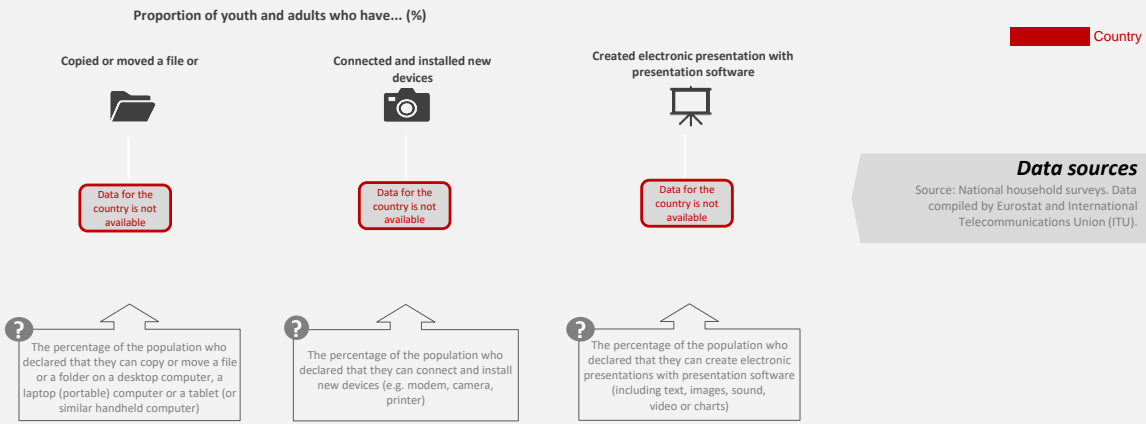 Proportion of youth and adults who have... (%)
Country
Copied or moved a file or
Connected and installed new
devices
Created electronic presentation with
presentation software
Data for the
country is not
available
Data for the
country is not
available
Data for the
country is not
available
Data sources
Source: National household surveys. Data
compiled by Eurostat and International
Telecommunications Union (ITU).
?
The percentage of the population who
declared that they can copy or move a file
or a folder on a desktop computer, a
laptop (portable) computer or a tablet (or
similar handheld computer)
?
The percentage of the population who
declared that they can connect and install
new devices (e.g. modem, camera,
printer)
?
The percentage of the population who
declared that they can create electronic
presentations with presentation software
(including text, images, sound,
video or charts)